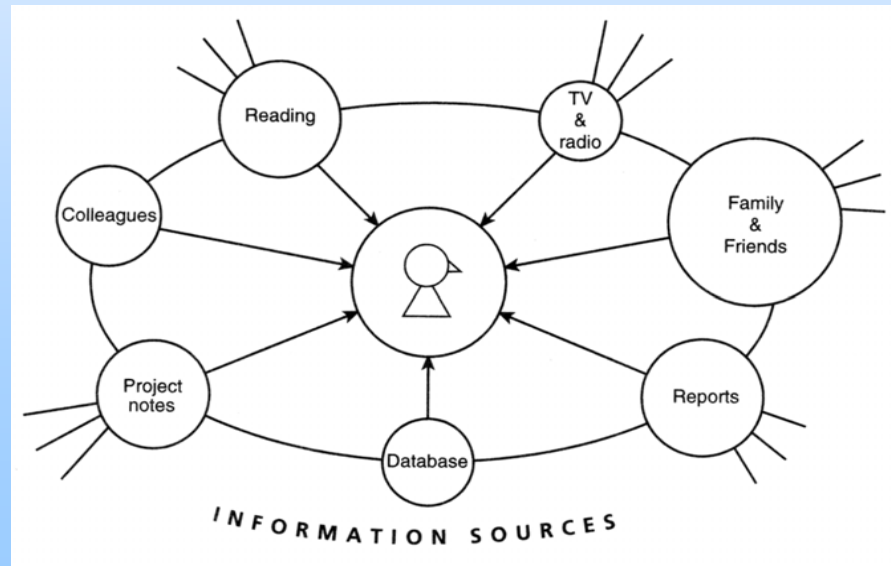 Reading
TV
&
radio
Colleagues
Family
&
Friends
Project
notes
Reports
Database
INFORMATION SOURCES